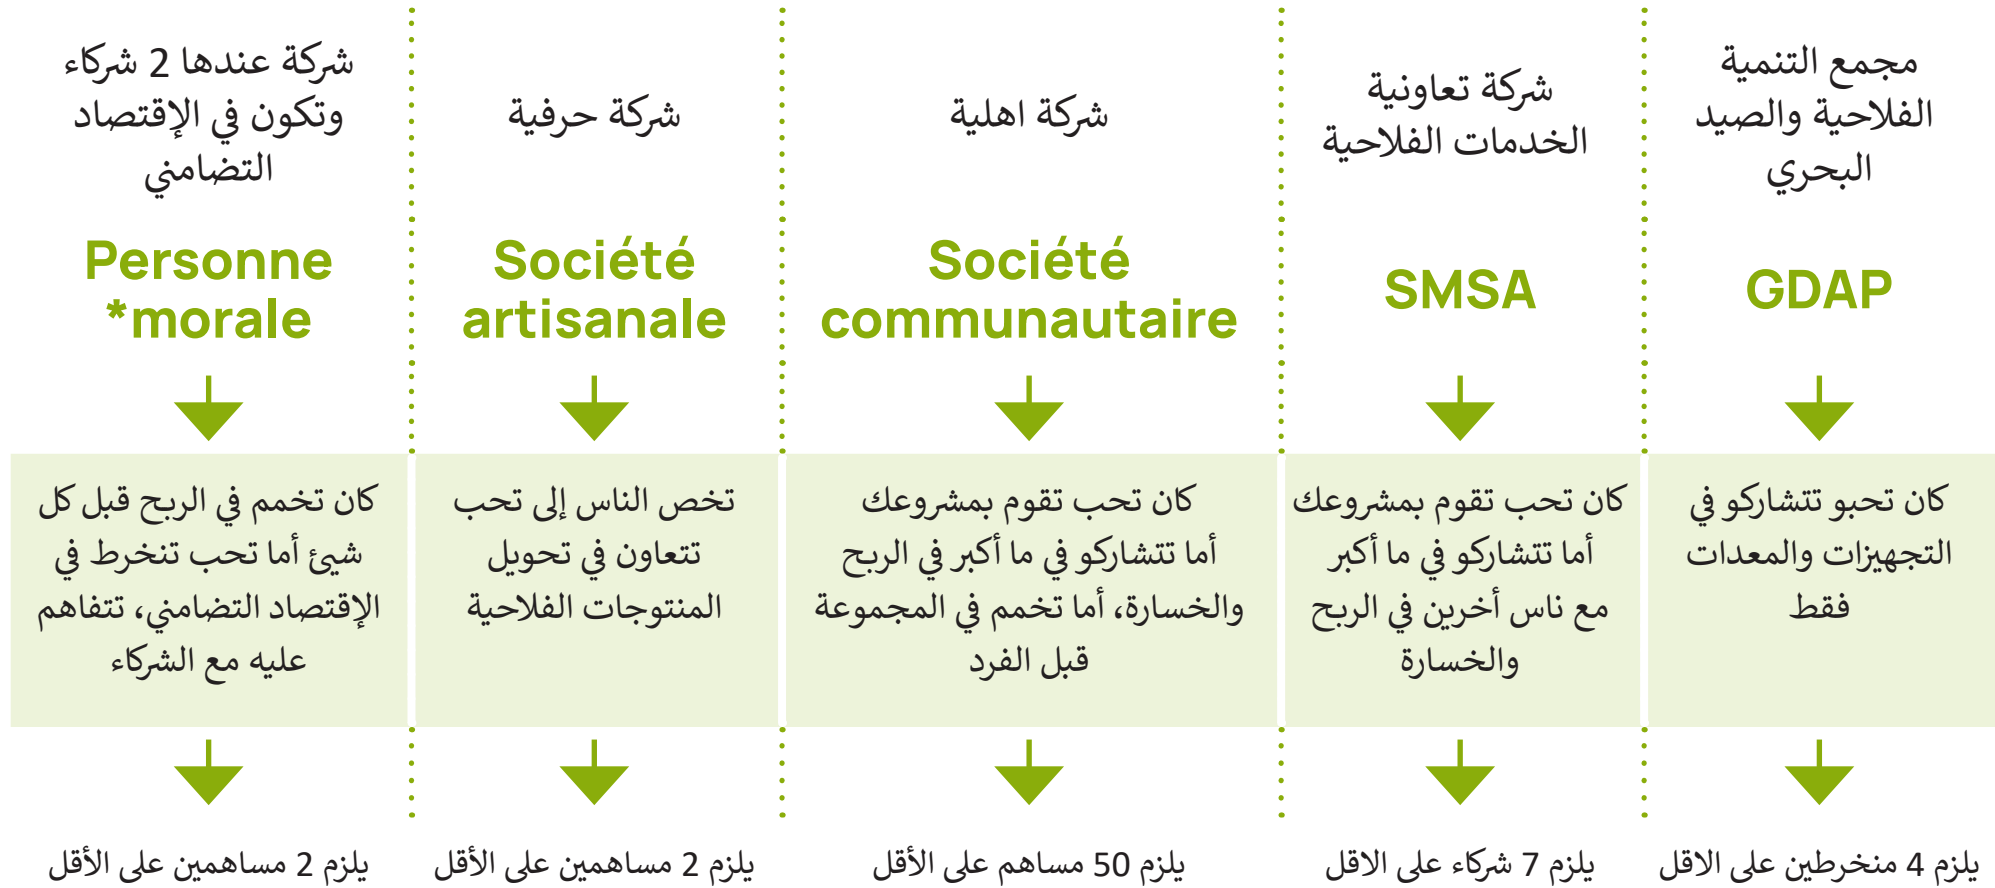 مجمع التنمية
الفلاحية والصيد
البحري
GDAP
كان تحبو تتشاركو في
التجهيزات والمعدات
فقط
يلزم 4 منخرطين على الاقل
شركة تعاونية
الخدمات الفلاحية
SMSA
كان تحب تقوم بمشروعك
أما تتشاركو في ما أكبر
مع ناس أخرين في الربح
والخسارة
يلزم 7 شركاء على الاقل
شركة اهلية
Société
communautaire
كان تحب تقوم بمشروعك
أما تتشاركو في ما أكبر في الربح
والخسارة، أما تخمم في المجموعة
قبل الفرد
يلزم 50 مساهم على الأقل
شركة حرفية
Société
artisanale
تخص الناس إلى تحب
تتعاون في تحويل
المنتوجات الفلاحية
يلزم 2 مساهمين على الأقل
شركة عندها 2 شركاء
وتكون في الإقتصاد
التضامني
Personne
*morale
كان تخمم في الربح قبل كل
شيئ أما تحب تنخرط في
الإقتصاد التضامني، تتفاهم
عليه مع الشركاء
يلزم 2 مساهمين على الأقل